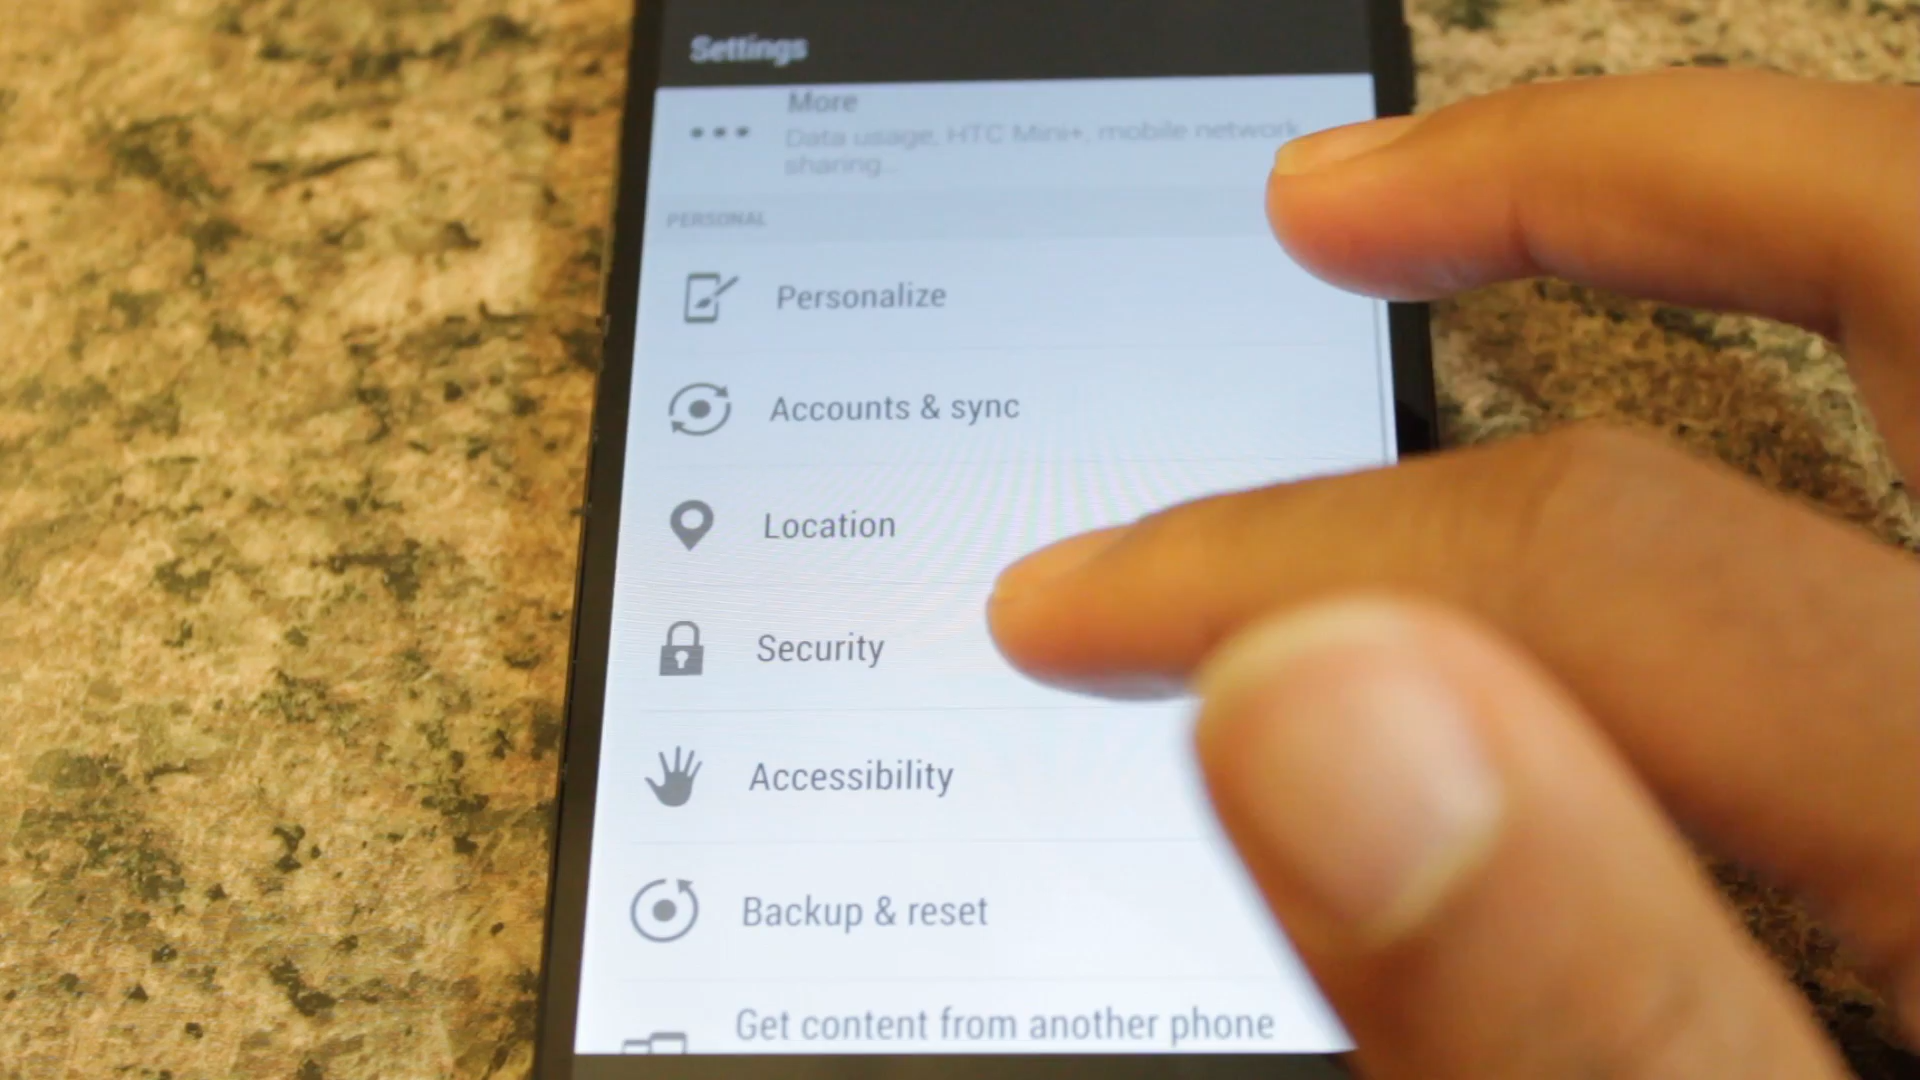 Settings
More
Data usage, HTC Mini+, mobile network
sharing...
PERSONAL
Personalize
Accounts & sync
Location
Security
Accessibility
Backup & reset
Get content from another phone